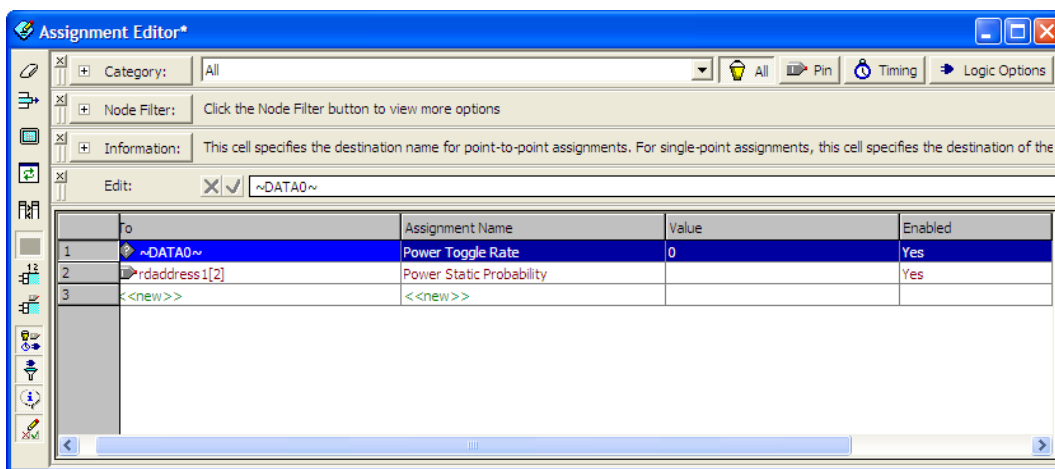 Assignment Editor*
Category: All All Pin Timing Logic Options
Node Filter: Click the Node Filter button to view more options
Information: This cell specifies the destination name for point-to-point assignments. For single-point assignments, this cell specifies the destination of the
Edit: ~DATA0~
To Assignment Name Value Enabled
1 ~DATA0~ Power Toggle Rate 0 Yes
2 rdaddress1[2] Power Static Probability Yes
3 <<new>> <<new>>